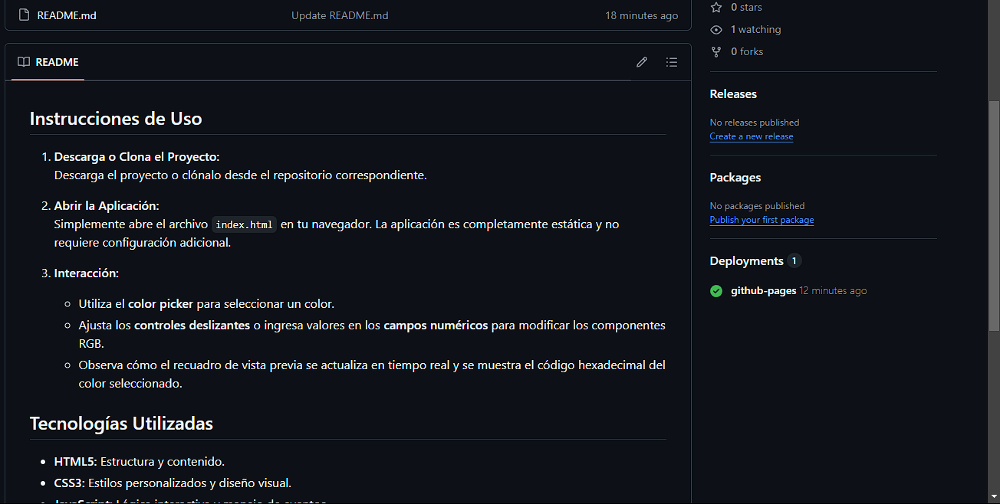 README.md Update README.md 18 minutes ago
README
Instrucciones de Uso
1. Descarga o Clona el Proyecto:
Descarga el proyecto o clónalo desde el repositorio correspondiente.
2. Abrir la Aplicación:
Simplemente abre el archivo index.html en tu navegador. La aplicación es completamente estática y no
requiere configuración adicional.
3. Interacción:
Utiliza el color picker para seleccionar un color.
Ajusta los controles deslizantes o ingresa valores en los campos numéricos para modificar los componentes
RGB.
Observa cómo el recuadro de vista previa se actualiza en tiempo real y se muestra el código hexadecimal del
color seleccionado.
Tecnologías Utilizadas
HTML5: Estructura y contenido.
CSS3: Estilos personalizados y diseño visual.
JavaScript: Lógica interactiva y manejo de eventos.
0 stars
1 watching
0 forks
Releases
No releases published
Create a new release
Packages
No packages published
Publish your first package
Deployments 1
github-pages 12 minutes ago